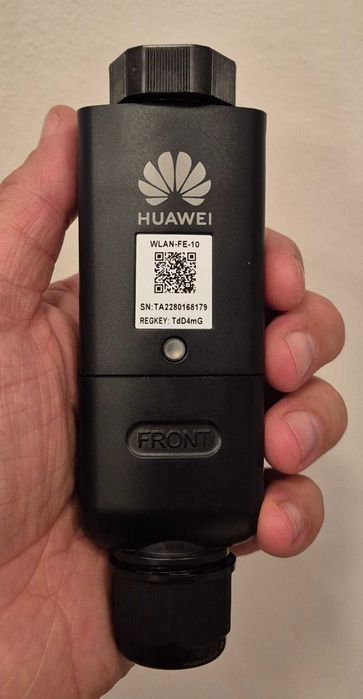 HUAWEI
WLAN-FE-10
SN:TA2280168179
REGKEY: TdD4mG
FRONT